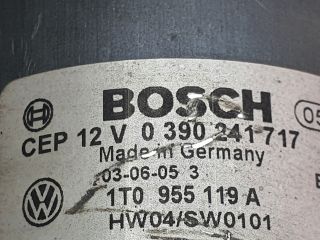 BOSCH
CEP 12 V 0 390 241 717
Made in Germany
03-06-05 3
1T0 955 119 A
HW04/SW0101